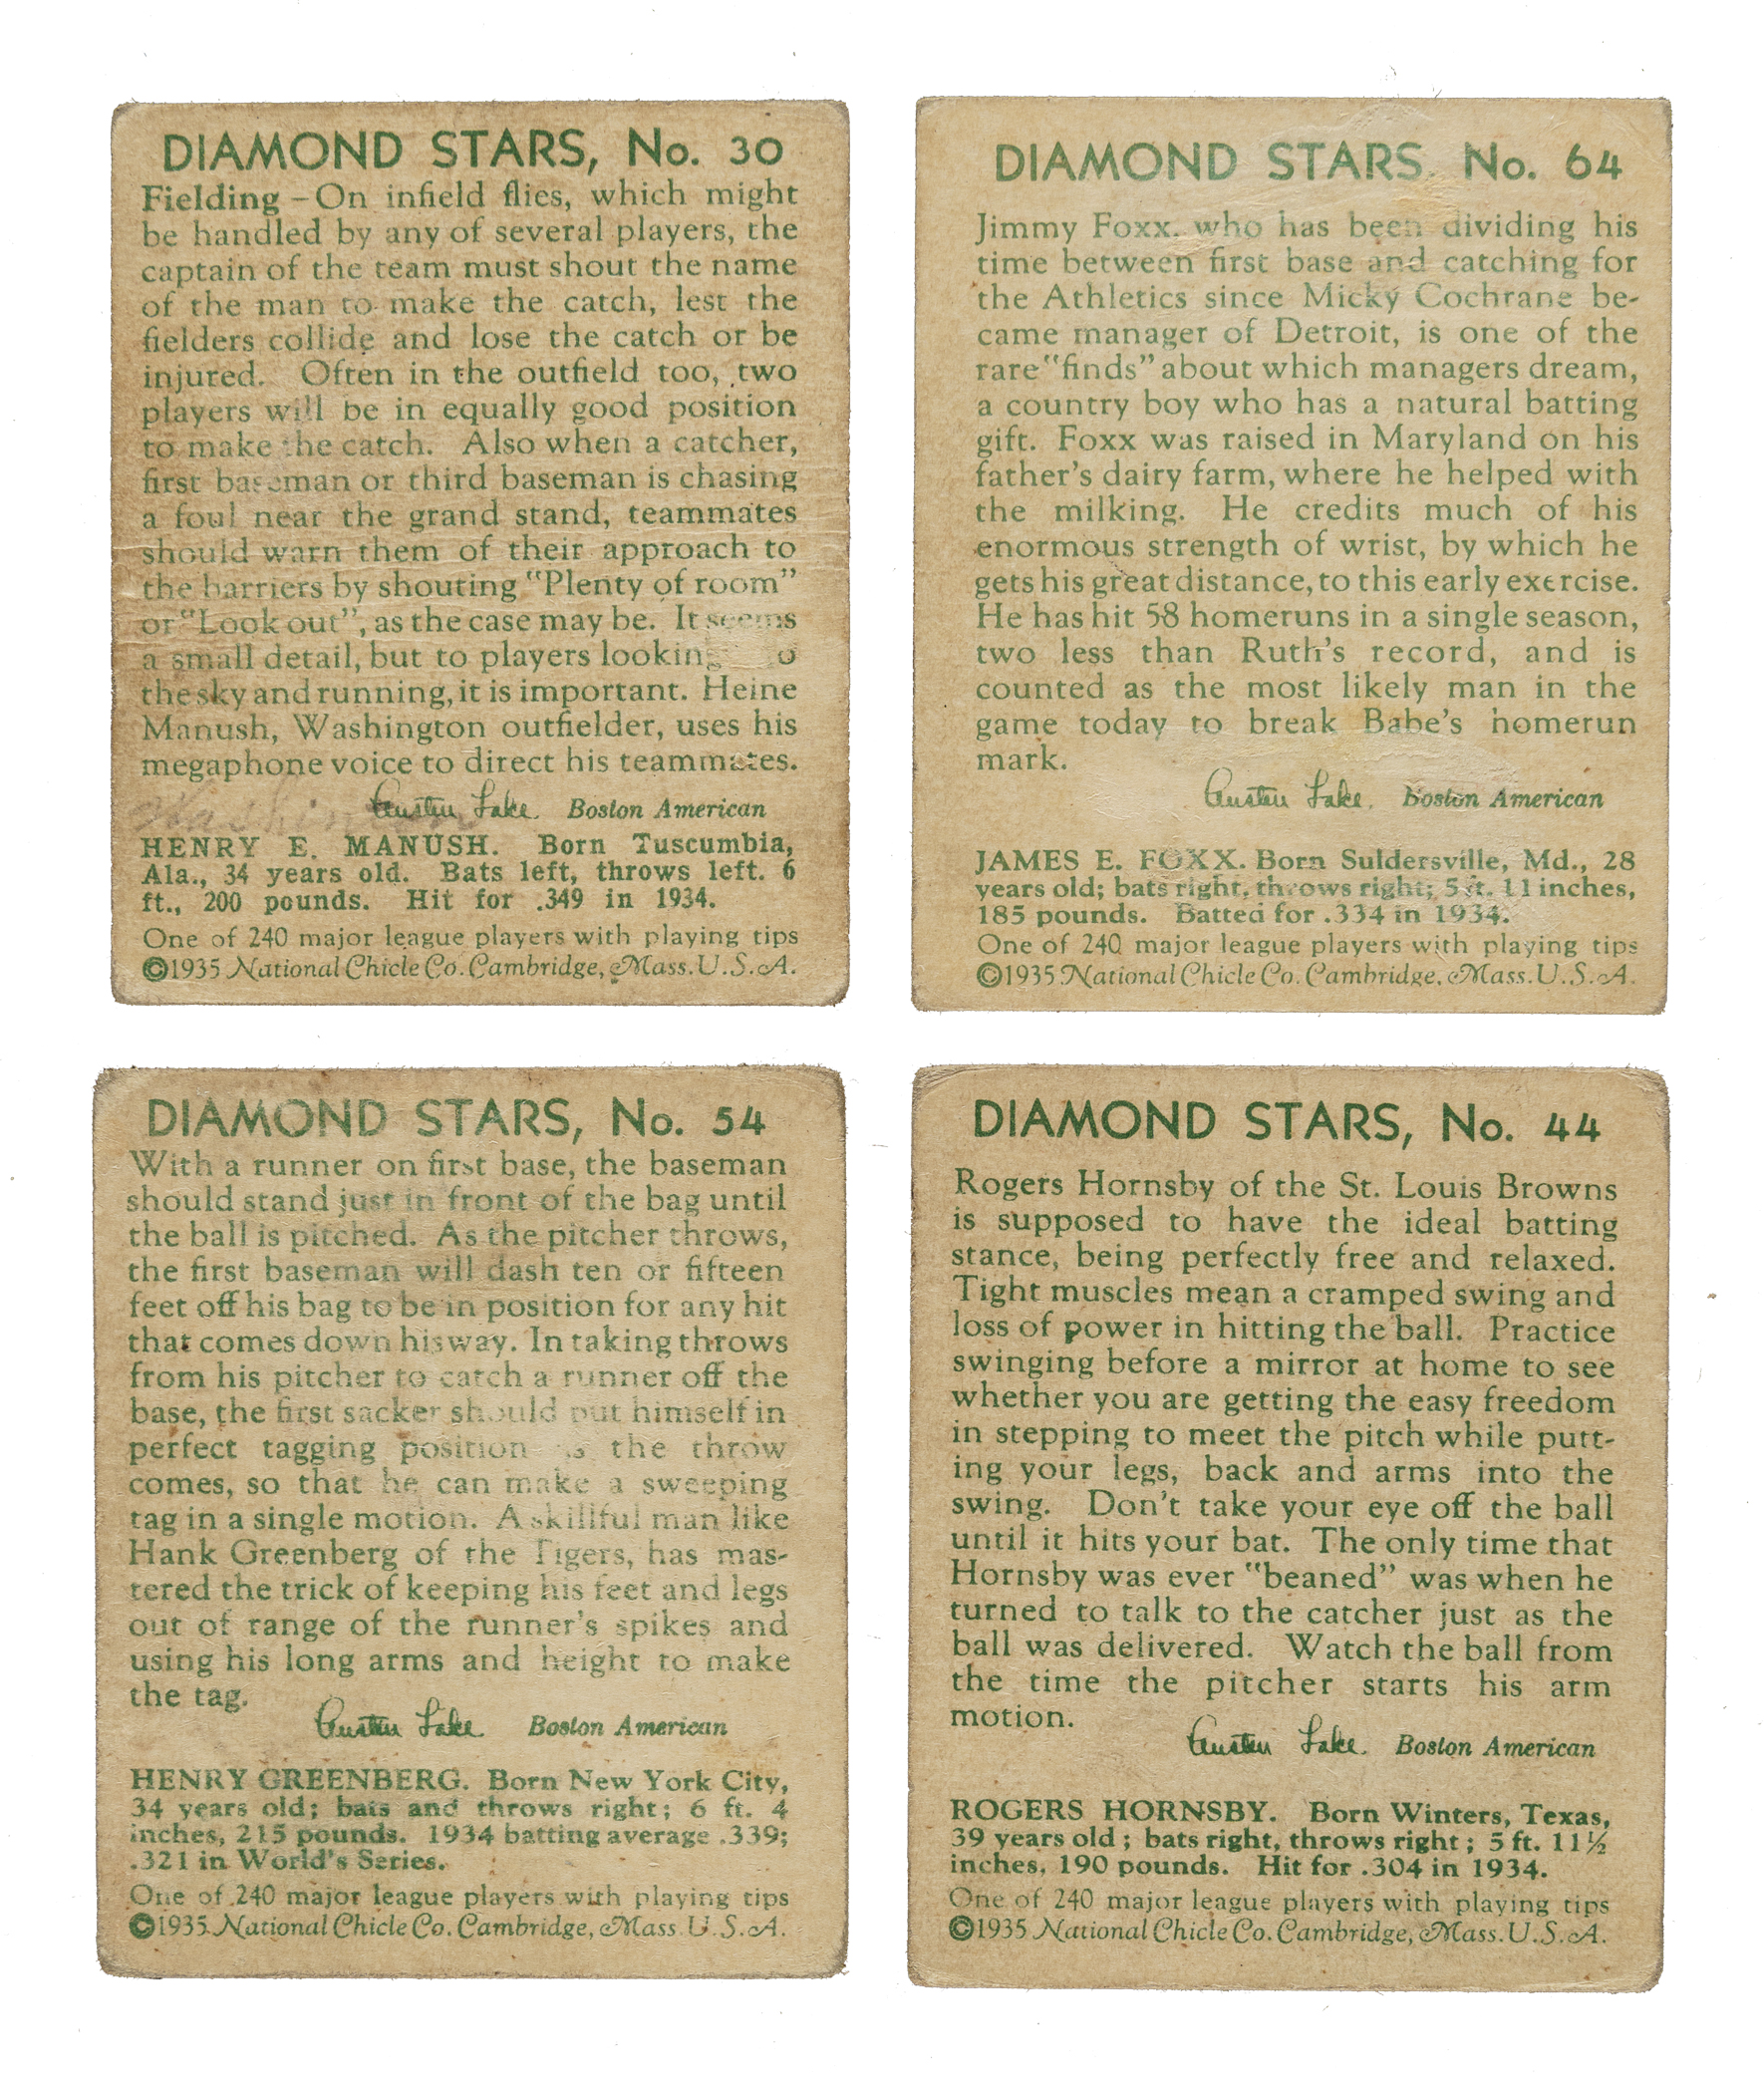 DIAMOND STARS, No. 30
Fielding – On infield flies, which might
be handled by any of several players, the
captain of the team must shout the name
of the man to make the catch, lest the
fielders collide and lose the catch or be
injured. Often in the outfield too, two
players will be in equally good position
to make the catch. Also when a catcher,
first baseman or third baseman is chasing
a foul near the grand stand, teammates
should warn them of their approach to
the barriers by shouting "Plenty of room"
or "Look out", as the case may be. It seems
a small detail, but to players looking
the sky and running, it is important. Heine
Manush, Washington outfielder, uses his
megaphone voice to direct his teammates.
Austen Lake. Boston American
HENRY E. MANUSH. Born Tuscumbia,
Ala., 34 years old. Bats left, throws left. 6
ft., 200 pounds. Hit for .349 in 1934.
One of 240 major league players with playing tips
©1935 National Chicle Co. Cambridge, Mass. U.S.A.
DIAMOND STARS, No. 64
Jimmy Foxx, who has been dividing his
time between first base and catching for
the Athletics since Micky Cochrane be-
came manager of Detroit, is one of the
rare "finds" about which managers dream,
a country boy who has a natural batting
gift. Foxx was raised in Maryland on his
father's dairy farm, where he helped with
the milking. He credits much of his
enormous strength of wrist, by which he
gets his great distance, to this early exercise.
He has hit 58 homeruns in a single season,
two less than Ruth's record, and is
counted as the most likely man in the
game today to break Babe's homerun
mark.
Austen Lake. Boston American
JAMES E. FOXX. Born Suldersville, Md., 28
years old; bats right, throws right; 5 ft. 11 inches,
185 pounds. Batted for .334 in 1934.
One of 240 major league players with playing tips
©1935 National Chicle Co. Cambridge, Mass. U.S.A.
DIAMOND STARS, No. 54
With a runner on first base, the baseman
should stand just in front of the bag until
the ball is pitched. As the pitcher throws,
the first baseman will dash ten or fifteen
feet off his bag to be in position for any hit
that comes down his way. In taking throws
from his pitcher to catch a runner off the
base, the first sacker should put himself in
perfect tagging position as the throw
comes, so that he can make a sweeping
tag in a single motion. A skillful man like
Hank Greenberg of the Tigers, has mas-
tered the trick of keeping his feet and legs
out of range of the runner's spikes and
using his long arms and height to make
the tag.
Austen Lake. Boston American
HENRY GREENBERG. Born New York City,
34 years old; bats and throws right; 6 ft. 4
inches, 215 pounds. 1934 batting average .339;
.321 in World's Series.
One of 240 major league players with playing tips
©1935 National Chicle Co. Cambridge, Mass U.S.A.
DIAMOND STARS, No. 44
Rogers Hornsby of the St. Louis Browns
is supposed to have the ideal batting
stance, being perfectly free and relaxed.
Tight muscles mean a cramped swing and
loss of power in hitting the ball. Practice
swinging before a mirror at home to see
whether you are getting the easy freedom
in stepping to meet the pitch while putt-
ing your legs, back and arms into the
swing. Don't take your eye off the ball
until it hits your bat. The only time that
Hornsby was ever "beaned" was when he
turned to talk to the catcher just as the
ball was delivered. Watch the ball from
the time the pitcher starts his arm
motion.
Austen Lake. Boston American
ROGERS HORNSBY. Born Winters, Texas,
39 years old; bats right, throws right; 5 ft. 11½
inches, 190 pounds. Hit for .304 in 1934.
One of 240 major league players with playing tips
©1935 National Chicle Co. Cambridge, Mass. U.S.A.